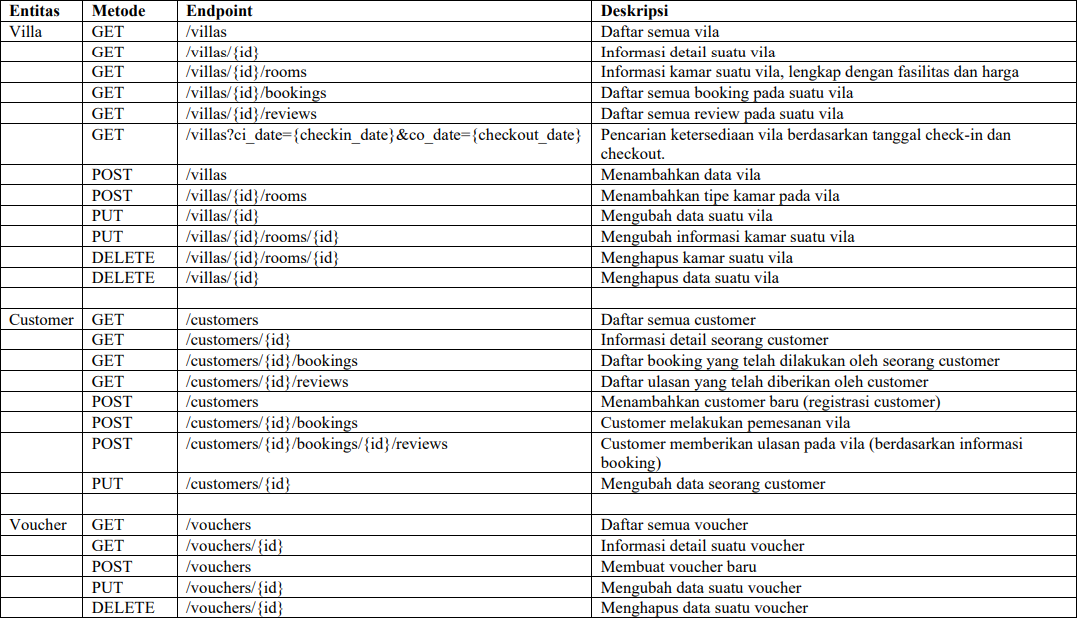 Entitas Metode Endpoint Deskripsi
Villa GET /villas Daftar semua vila
GET /villas/{id} Informasi detail suatu vila
GET /villas/{id}/rooms Informasi kamar suatu vila, lengkap dengan fasilitas dan harga
GET /villas/{id}/bookings Daftar semua booking pada suatu vila
GET /villas/{id}/reviews Daftar semua review pada suatu vila
GET /villas?ci_date={checkin_date}&co_date={checkout_date} Pencarian ketersediaan vila berdasarkan tanggal check-in dan
checkout.
POST /villas Menambahkan data vila
POST /villas/{id}/rooms Menambahkan tipe kamar pada vila
PUT /villas/{id} Mengubah data suatu vila
PUT /villas/{id}/rooms/{id} Mengubah informasi kamar suatu vila
DELETE /villas/{id}/rooms/{id} Menghapus kamar suatu vila
DELETE /villas/{id} Menghapus data suatu vila
Customer GET /customers Daftar semua customer
GET /customers/{id} Informasi detail seorang customer
GET /customers/{id}/bookings Daftar booking yang telah dilakukan oleh seorang customer
GET /customers/{id}/reviews Daftar ulasan yang telah diberikan oleh customer
POST /customers Menambahkan customer baru (registrasi customer)
POST /customers/{id}/bookings Customer melakukan pemesanan vila
POST /customers/{id}/bookings/{id}/reviews Customer memberikan ulasan pada vila (berdasarkan informasi
booking)
PUT /customers/{id} Mengubah data seorang customer
Voucher GET /vouchers Daftar semua voucher
GET /vouchers/{id} Informasi detail suatu voucher
POST /vouchers Membuat voucher baru
PUT /vouchers/{id} Mengubah data suatu voucher
DELETE /vouchers/{id} Menghapus data suatu voucher